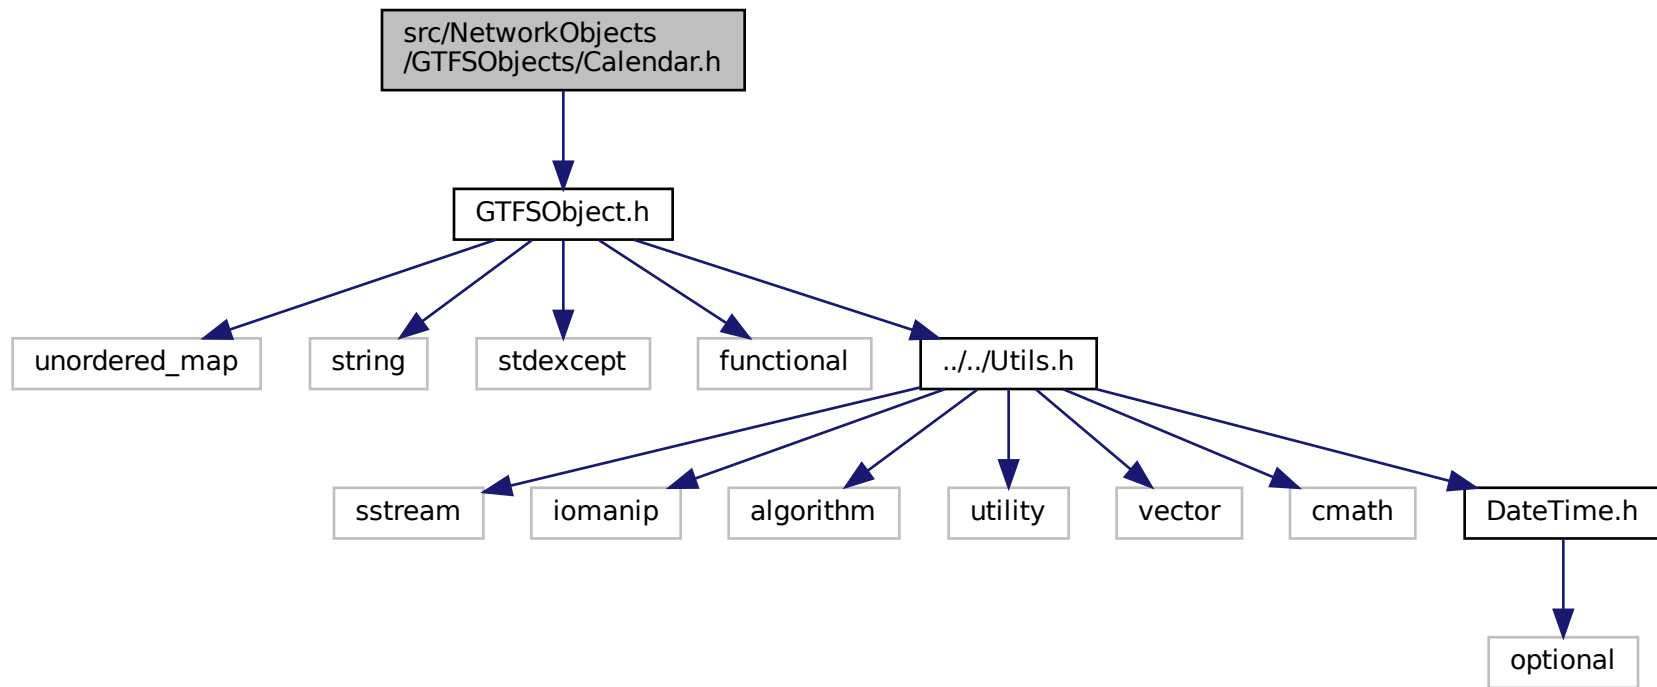 src/NetworkObjects
/GTFSObjects/Calendar.h
GTFSObject.h
unordered_map
string
stdexcept
functional
../../Utils.h
sstream
iomanip
algorithm
utility
vector
cmath
DateTime.h
optional